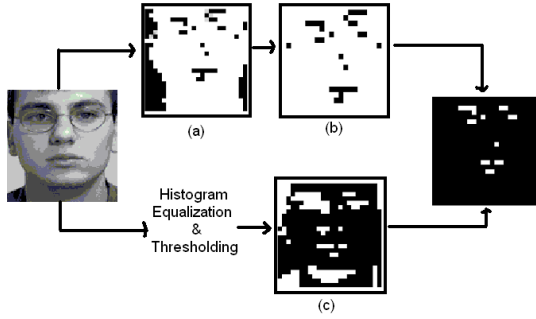 (a)
(b)
Histogram
Equalization
&
Thresholding
(c)